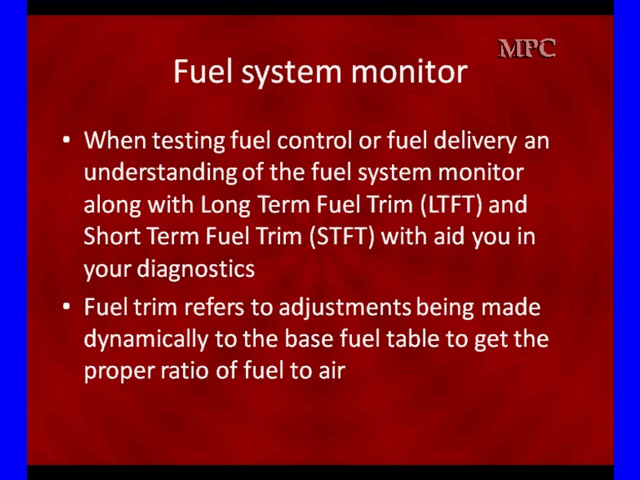 MPC
Fuel system monitor
• When testing fuel control or fuel delivery an
understanding of the fuel system monitor
along with Long Term Fuel Trim (LTFT) and
Short Term Fuel Trim (STFT) with aid you in
your diagnostics
• Fuel trim refers to adjustments being made
dynamically to the base fuel table to get the
proper ratio of fuel to air